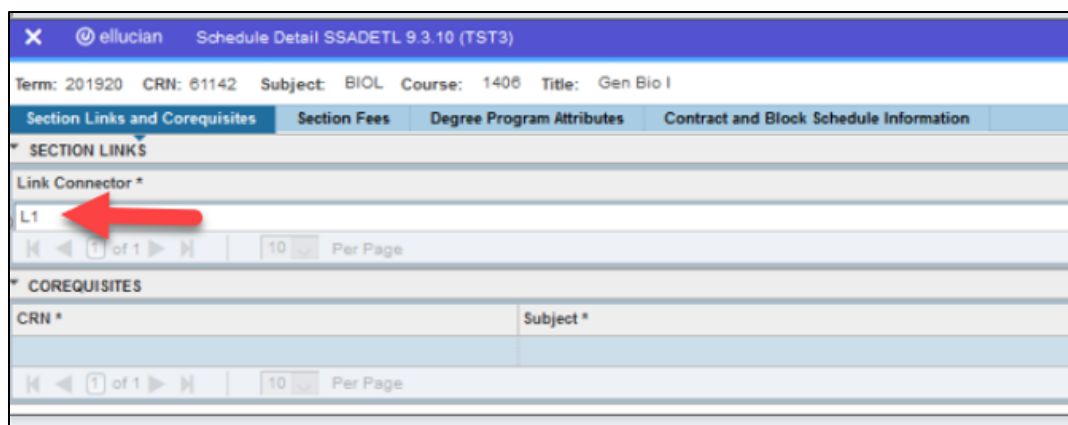 ellucian Schedule Detail SSADETL 9.3.10 (TST3)
Term: 201920 CRN: 61142 Subject: BIOL Course: 1406 Title: Gen Bio I
Section Links and Corequisites Section Fees Degree Program Attributes Contract and Block Schedule Information
SECTION LINKS
Link Connector *
L1
1 of 1 10 Per Page
COREQUISITES
CRN * Subject *
1 of 1 10 Per Page